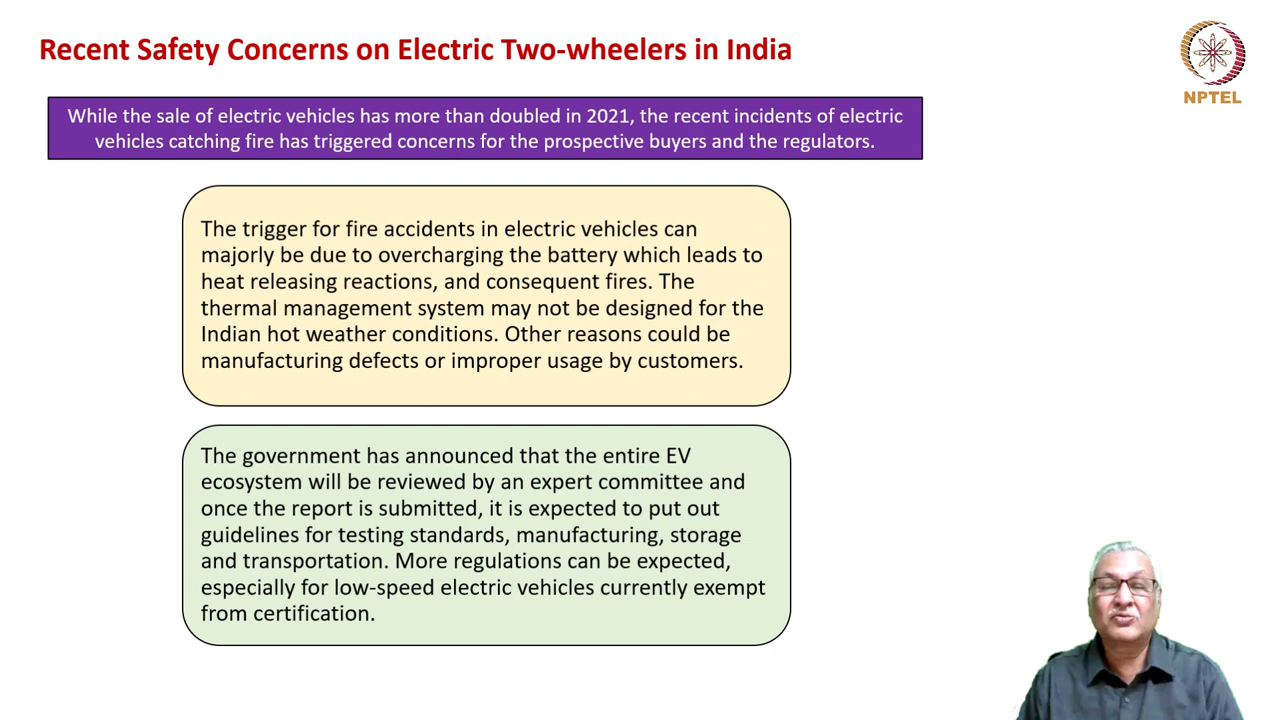 Recent Safety Concerns on Electric Two-wheelers in India
NPTEL
While the sale of electric vehicles has more than doubled in 2021, the recent incidents of electric
vehicles catching fire has triggered concerns for the prospective buyers and the regulators.
The trigger for fire accidents in electric vehicles can
majorly be due to overcharging the battery which leads to
heat releasing reactions, and consequent fires. The
thermal management system may not be designed for the
Indian hot weather conditions. Other reasons could be
manufacturing defects or improper usage by customers.
The government has announced that the entire EV
ecosystem will be reviewed by an expert committee and
once the report is submitted, it is expected to put out
guidelines for testing standards, manufacturing, storage
and transportation. More regulations can be expected,
especially for low-speed electric vehicles currently exempt
from certification.